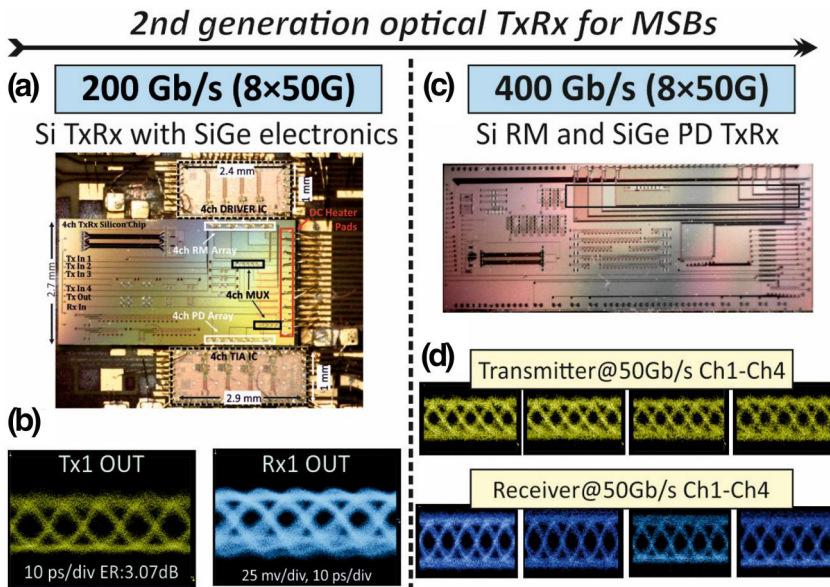 2nd generation optical TxRx for MSBs
(a)
200 Gb/s (8×50G)
Si TxRx with SiGe electronics
2.4 mm
1 mm
4ch DRIVER IC
4ch TxRx Silicon Chip
DC Heater
Pads
4ch RM Array
Tx In 1
Tx In 2
Tx In 3
2.7 mm
4ch MUX
Tx In 4
Tx Out
Rx In
4ch PD Array
4ch TIA IC
1 mm
2.9 mm
(b)
Tx1 OUT
10 ps/div ER:3.07dB
Rx1 OUT
25 mv/div, 10 ps/div
(c)
400 Gb/s (8×50G)
Si RM and SiGe PD TxRx
(d)
Transmitter@50Gb/s Ch1-Ch4
Receiver@50Gb/s Ch1-Ch4